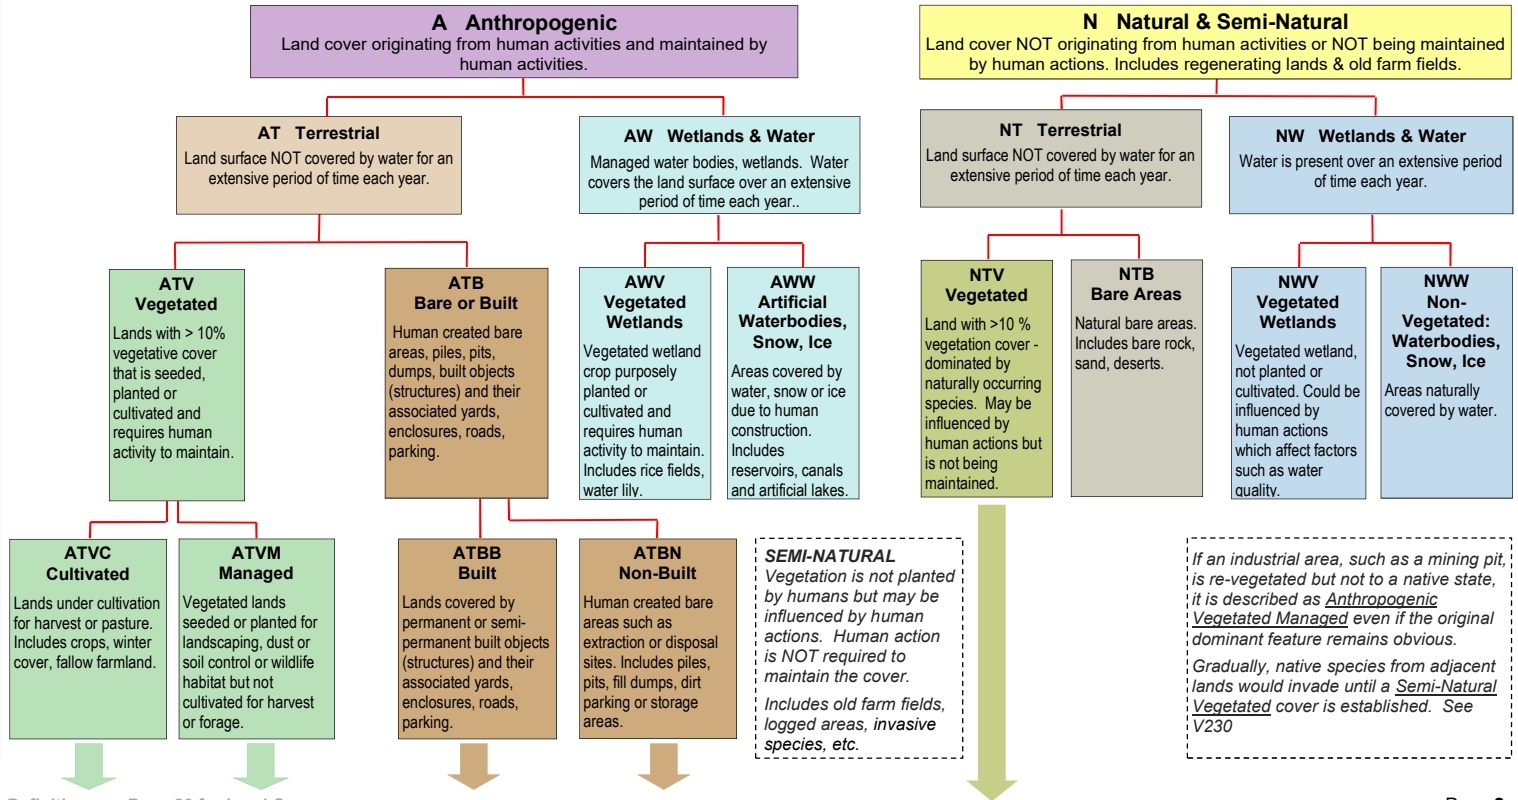 A Anthropogenic
Land cover originating from human activities and maintained by
human activities.
N Natural & Semi-Natural
Land cover NOT originating from human activities or NOT being maintained
by human actions. Includes regenerating lands & old farm fields.
AT Terrestrial
Land surface NOT covered by water for an
extensive period of time each year.
AW Wetlands & Water
Managed water bodies, wetlands. Water
covers the land surface over an extensive
period of time each year..
NT Terrestrial
Land surface NOT covered by water for an
extensive period of time each year.
NW Wetlands & Water
Water is present over an extensive period
of time each year.
ATV
Vegetated
Lands with > 10%
vegetative cover
that is seeded,
planted or
cultivated and
requires human
activity to maintain.
ATB
Bare or Built
Human created bare
areas, piles, pits,
dumps, built objects
(structures) and their
associated yards,
enclosures, roads,
parking.
AWV
Vegetated
Wetlands
Vegetated wetland
crop purposely
planted or
cultivated and
requires human
activity to maintain.
Includes rice fields,
water lily.
AWW
Artificial
Waterbodies,
Snow, Ice
Areas covered by
water, snow or ice
due to human
construction.
Includes
reservoirs, canals
and artificial lakes.
NTV
Vegetated
Land with >10 %
vegetation cover -
dominated by
naturally occurring
species. May be
influenced by
human actions but
is not being
maintained.
NTB
Bare Areas
Natural bare areas.
Includes bare rock,
sand, deserts.
NWV
Vegetated
Wetlands
Vegetated wetland,
not planted or
cultivated. Could be
influenced by
human actions
which affect factors
such as water
quality.
NWW
Non-
Vegetated:
Waterbodies,
Snow, Ice
Areas naturally
covered by water.
ATVC
Cultivated
Lands under cultivation
for harvest or pasture.
Includes crops, winter
cover, fallow farmland.
ATVM
Managed
Vegetated lands
seeded or planted for
landscaping, dust or
soil control or wildlife
habitat but not
cultivated for harvest
or forage.
ATBB
Built
Lands covered by
permanent or semi-
permanent built objects
(structures) and their
associated yards,
enclosures, roads,
parking.
ATBN
Non-Built
Human created bare
areas such as
extraction or disposal
sites. Includes piles,
pits, fill dumps, dirt
parking or storage
areas.
SEMI-NATURAL
Vegetation is not planted
by humans but may be
influenced by human
actions. Human action
is NOT required to
maintain the cover.
Includes old farm fields,
logged areas, invasive
species, etc.
If an industrial area, such as a mining pit,
is re-vegetated but not to a native state,
it is described as Anthropogenic
Vegetated Managed even if the original
dominant feature remains obvious.
Gradually, native species from adjacent
lands would invade until a Semi-Natural
Vegetated cover is established. See
V230